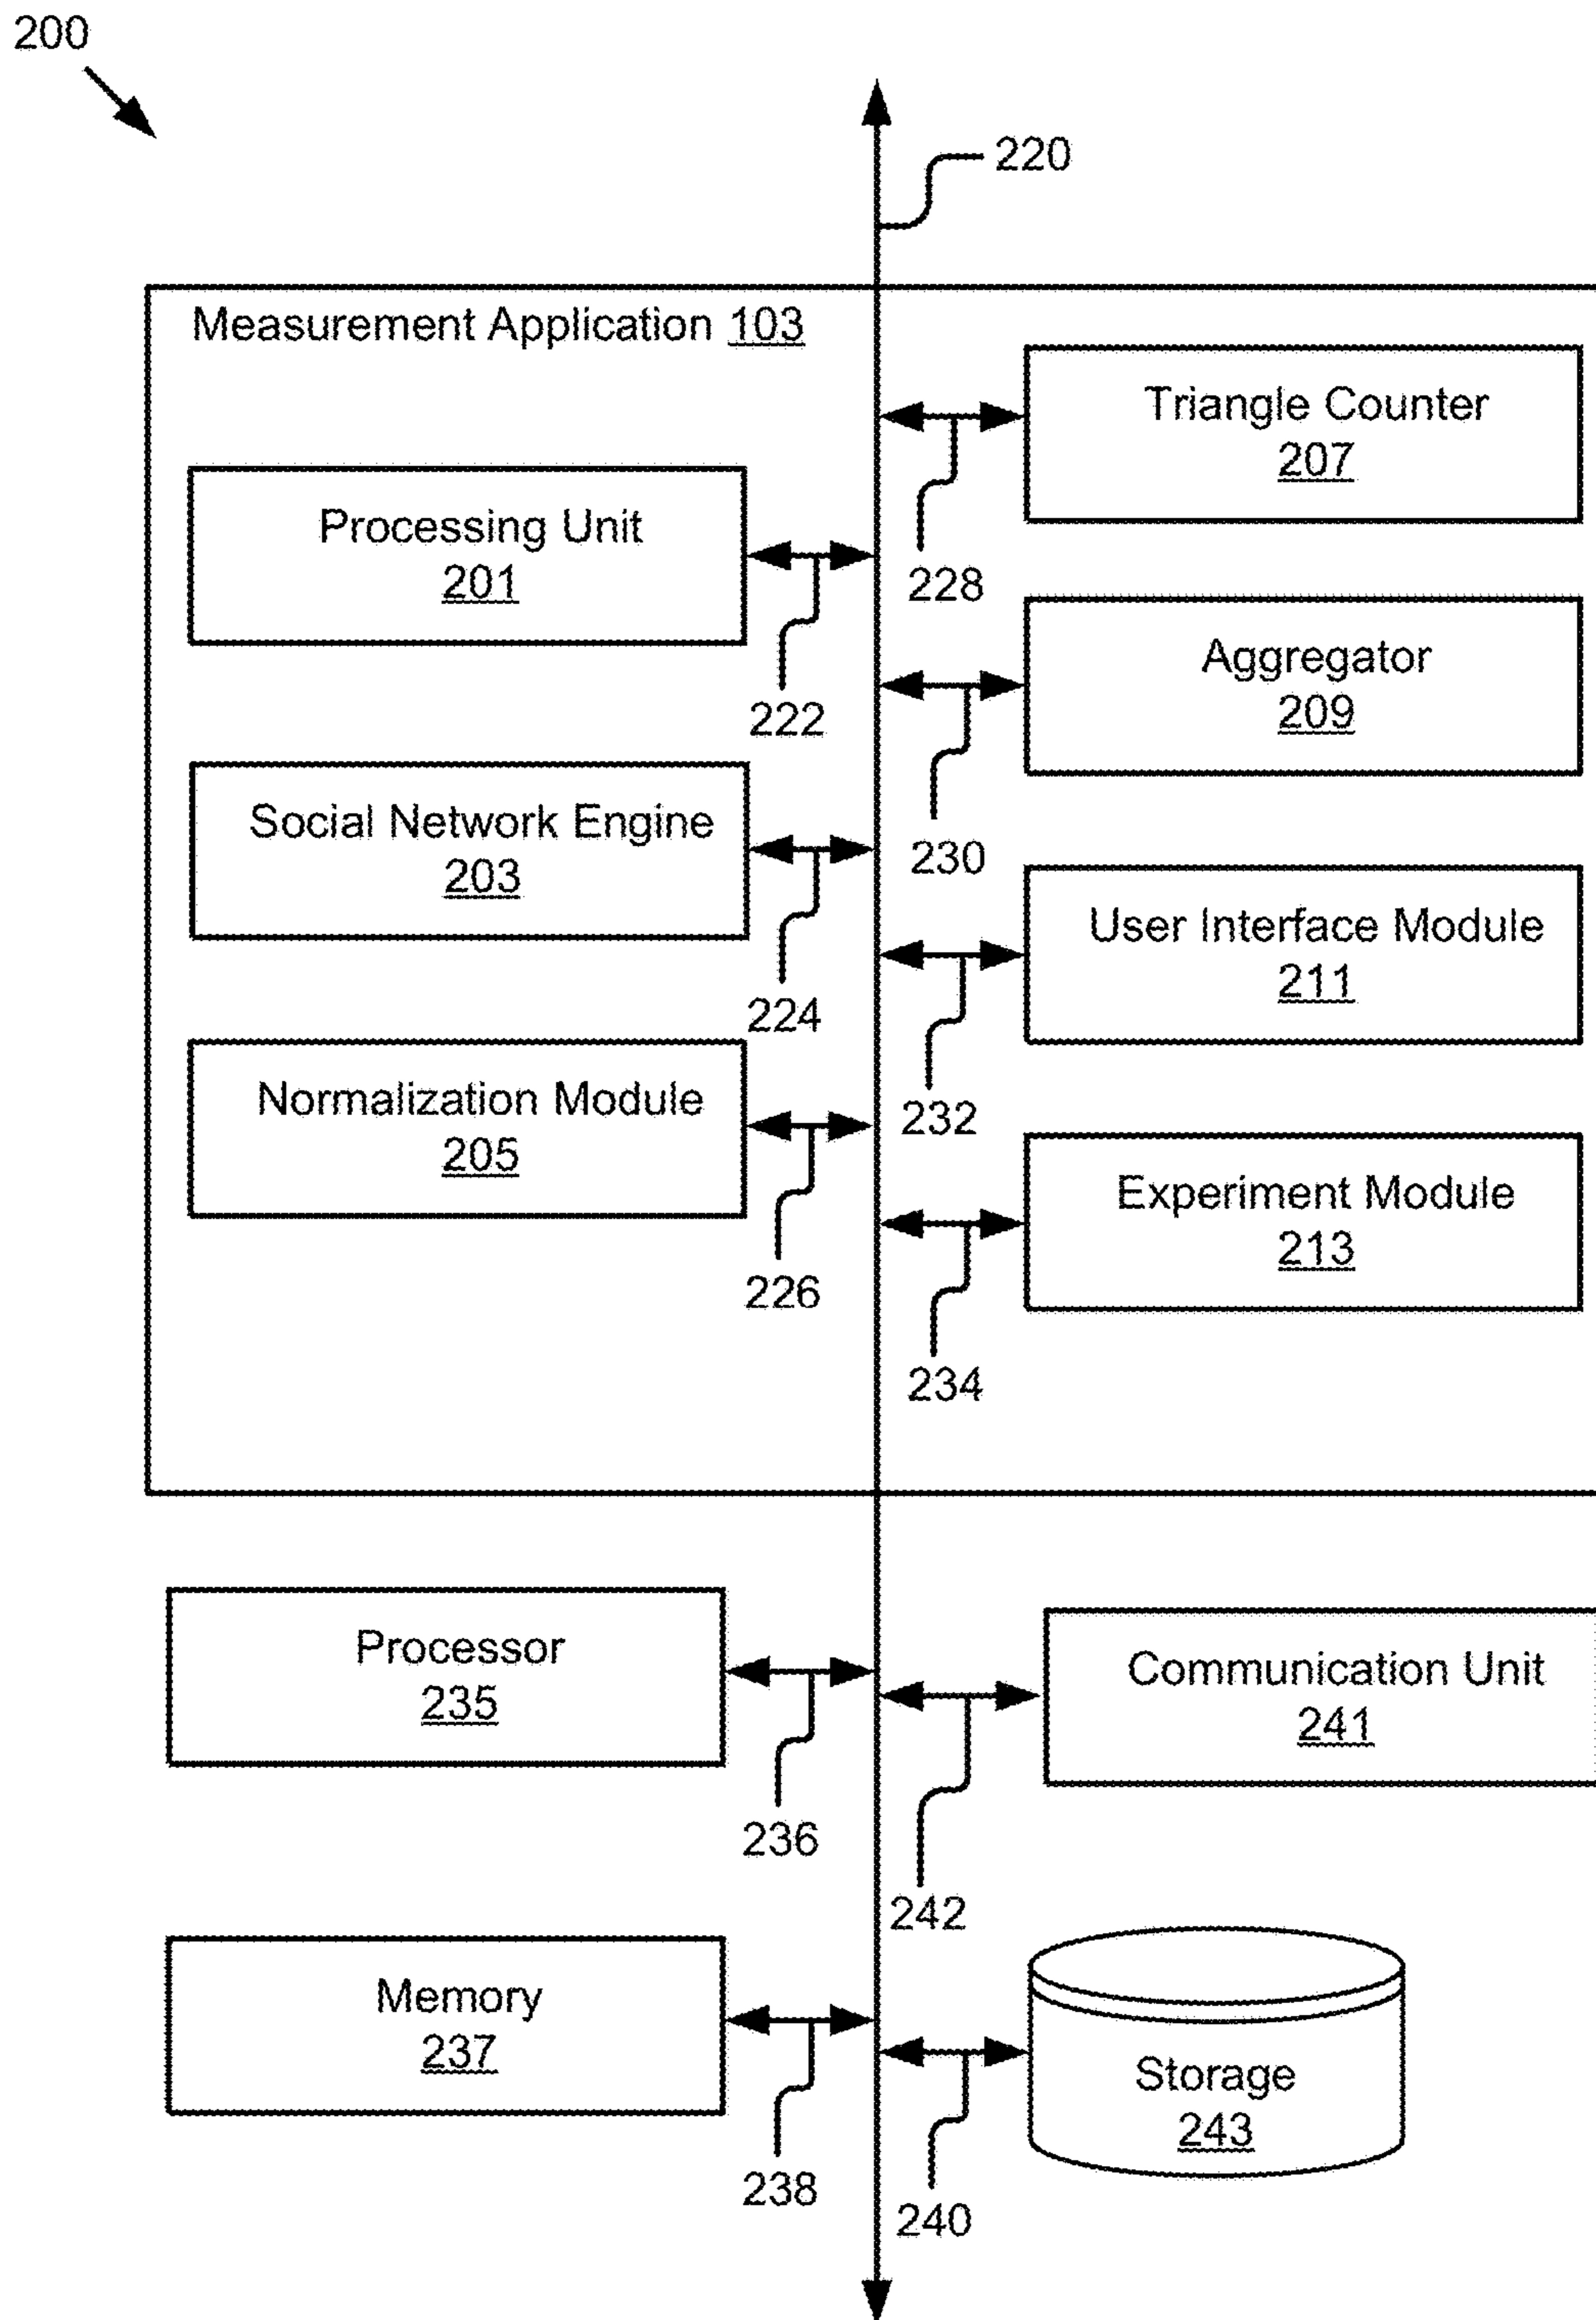 200
220
Measurement Application 103
Triangle Counter
207
Processing Unit
201
228
222
Aggregator
209
Social Network Engine
203
230
224
User Interface Module
211
Normalization Module
205
232
226
Experiment Module
213
234
Processor
235
Communication Unit
241
236
242
Memory
237
Storage
243
238
240